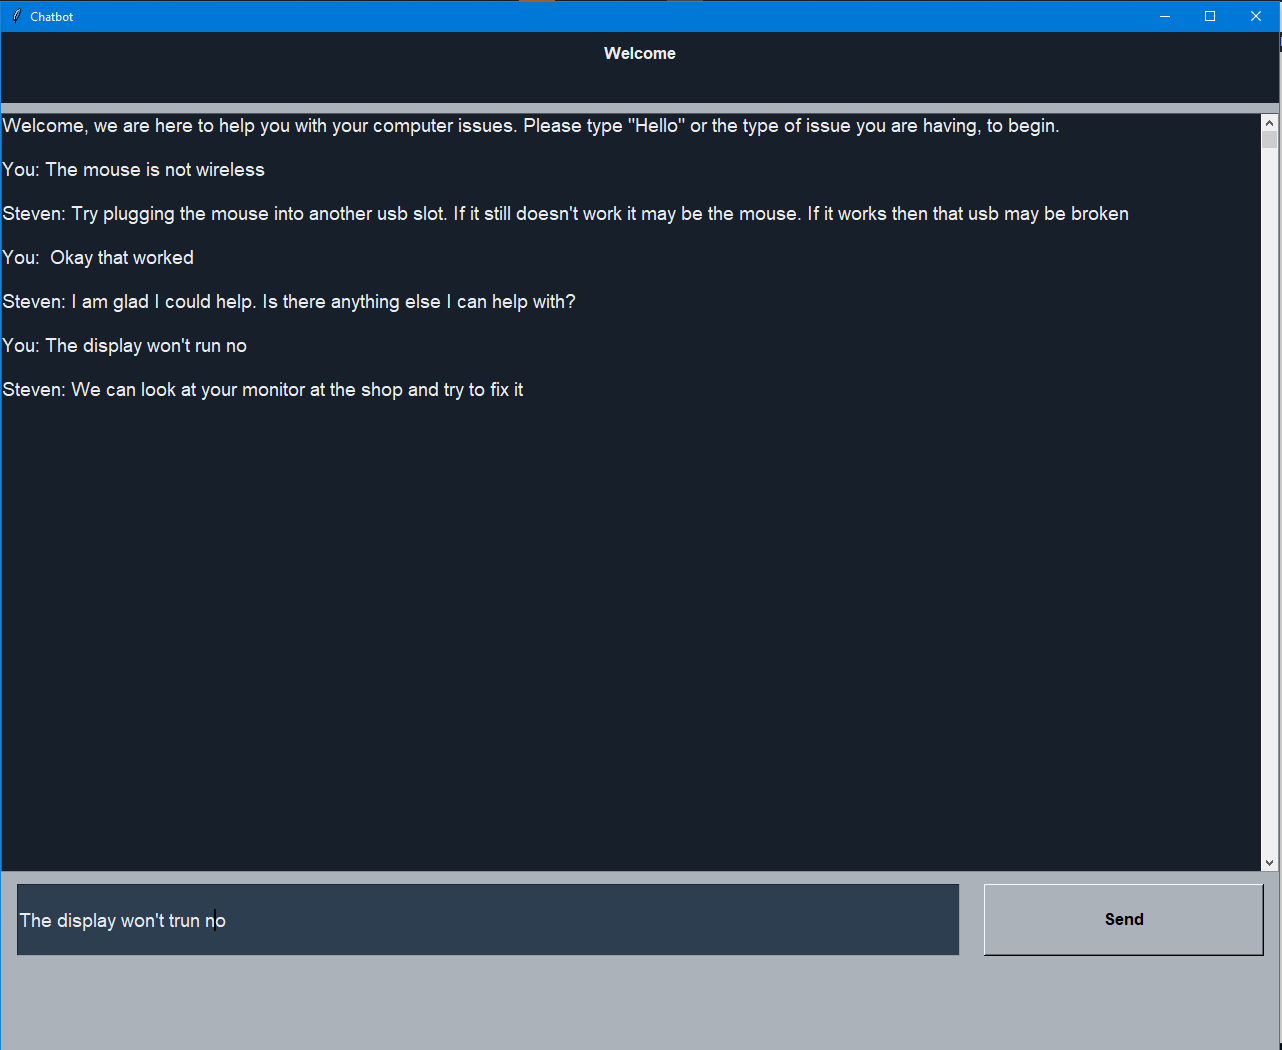 Chatbot
Welcome
Welcome, we are here to help you with your computer issues. Please type "Hello" or the type of issue you are having, to begin.
You: The mouse is not wireless
Steven: Try plugging the mouse into another usb slot. If it still doesn't work it may be the mouse. If it works then that usb may be broken
You:  Okay that worked
Steven: I am glad I could help. Is there anything else I can help with?
You: The display won't run no
Steven: We can look at your monitor at the shop and try to fix it
The display won't trun no
Send